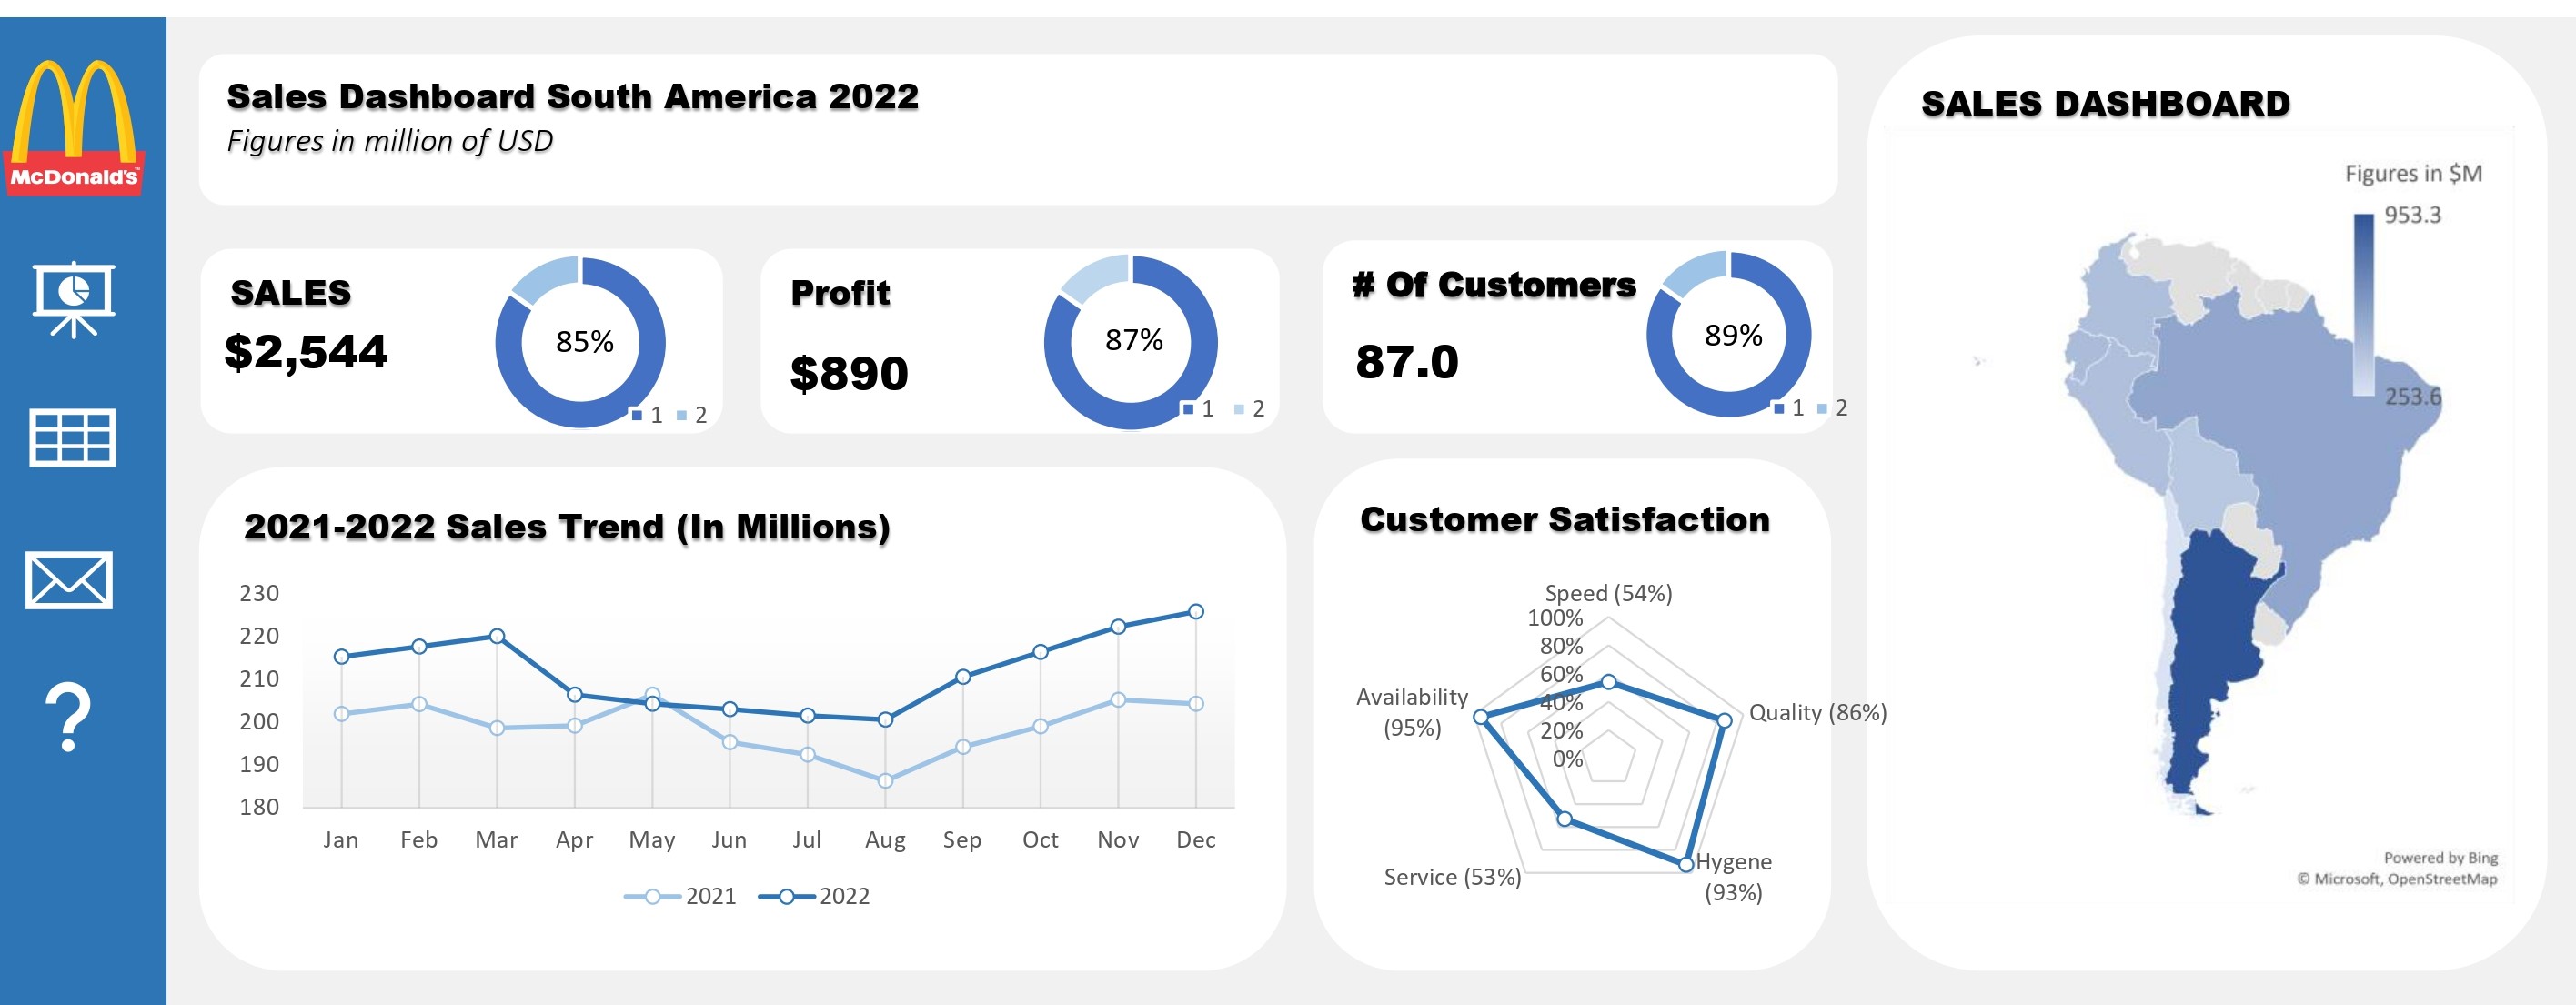 McDonald's
Sales Dashboard South America 2022
Figures in million of USD
SALES
$2,544
85%
1 2
Profit
$890
87%
1 2
# Of Customers
87.0
89%
1 2
2021-2022 Sales Trend (In Millions)
230
220
210
200
190
180
Jan Feb Mar Apr May Jun Jul Aug Sep Oct Nov Dec
2021 2022
Customer Satisfaction
Speed (54%)
100%
80%
60%
40%
20%
0%
Availability
(95%)
Quality (86%)
Service (53%)
Hygene
(93%)
SALES DASHBOARD
Figures in $M
953.3
253.6
Powered by Bing
© Microsoft, OpenStreetMap